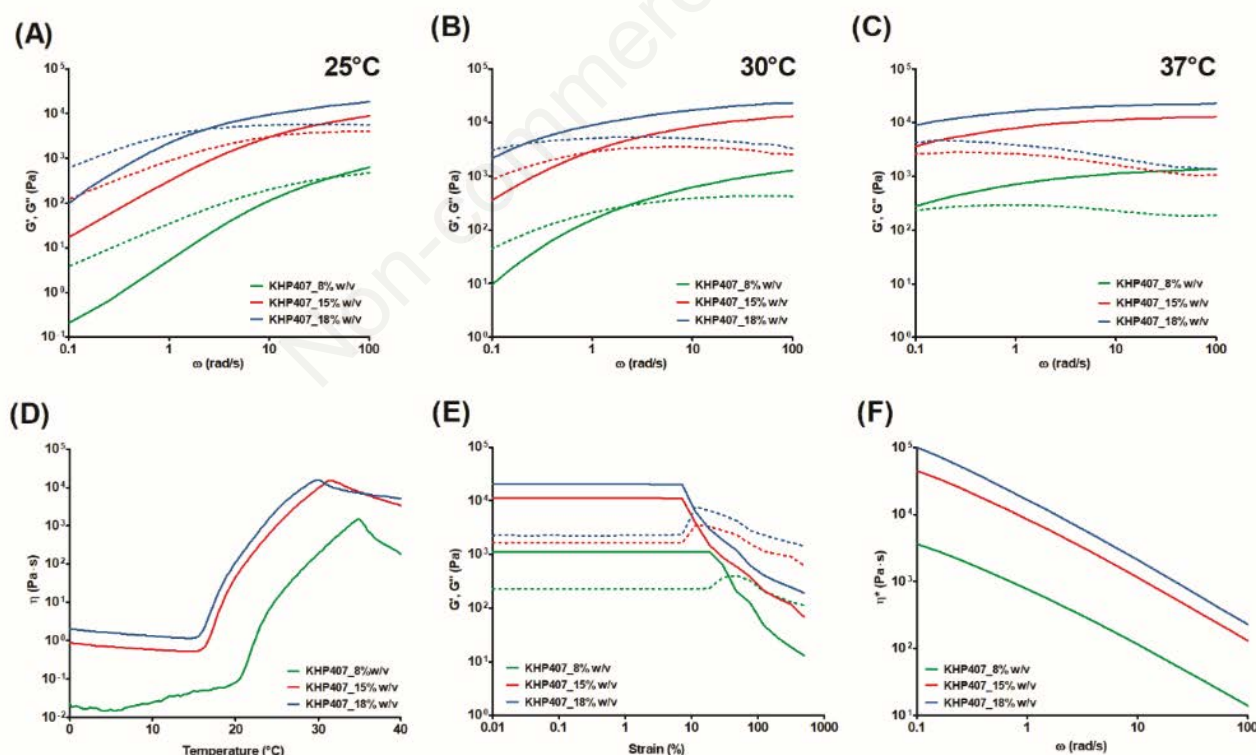 (A)
25°C
G', G'' (Pa)
10⁵
10⁴
10³
10²
10¹
10⁰
10⁻¹
0.1 1 10 100
ω (rad/s)
KHP407_8% w/v
KHP407_15% w/v
KHP407_18% w/v
(B)
30°C
G', G'' (Pa)
10⁵
10⁴
10³
10²
10¹
10⁰
0.1 1 10 100
ω (rad/s)
KHP407_8% w/v
KHP407_15% w/v
KHP407_18% w/v
(C)
37°C
G', G'' (Pa)
10⁵
10⁴
10³
10²
10¹
10⁰
0.1 1 10 100
ω (rad/s)
KHP407_8% w/v
KHP407_15% w/v
KHP407_18% w/v
Non-commer
(D)
η (Pa·s)
10⁵
10⁴
10³
10²
10¹
10⁰
10⁻¹
10⁻²
0 10 20 30 40
Temperature (°C)
KHP407_8%w/v
KHP407_15% w/v
KHP407_18% w/v
(E)
G', G'' (Pa)
10⁵
10⁴
10³
10²
10¹
10⁰
0.01 0.1 1 10 100 1000
Strain (%)
KHP407_8% w/v
KHP407_15% w/v
KHP407_18% w/v
(F)
η* (Pa·s)
10⁵
10⁴
10³
10²
10¹
0.1 1 10 100
ω (rad/s)
KHP407_8% w/v
KHP407_15% w/v
KHP407_18% w/v